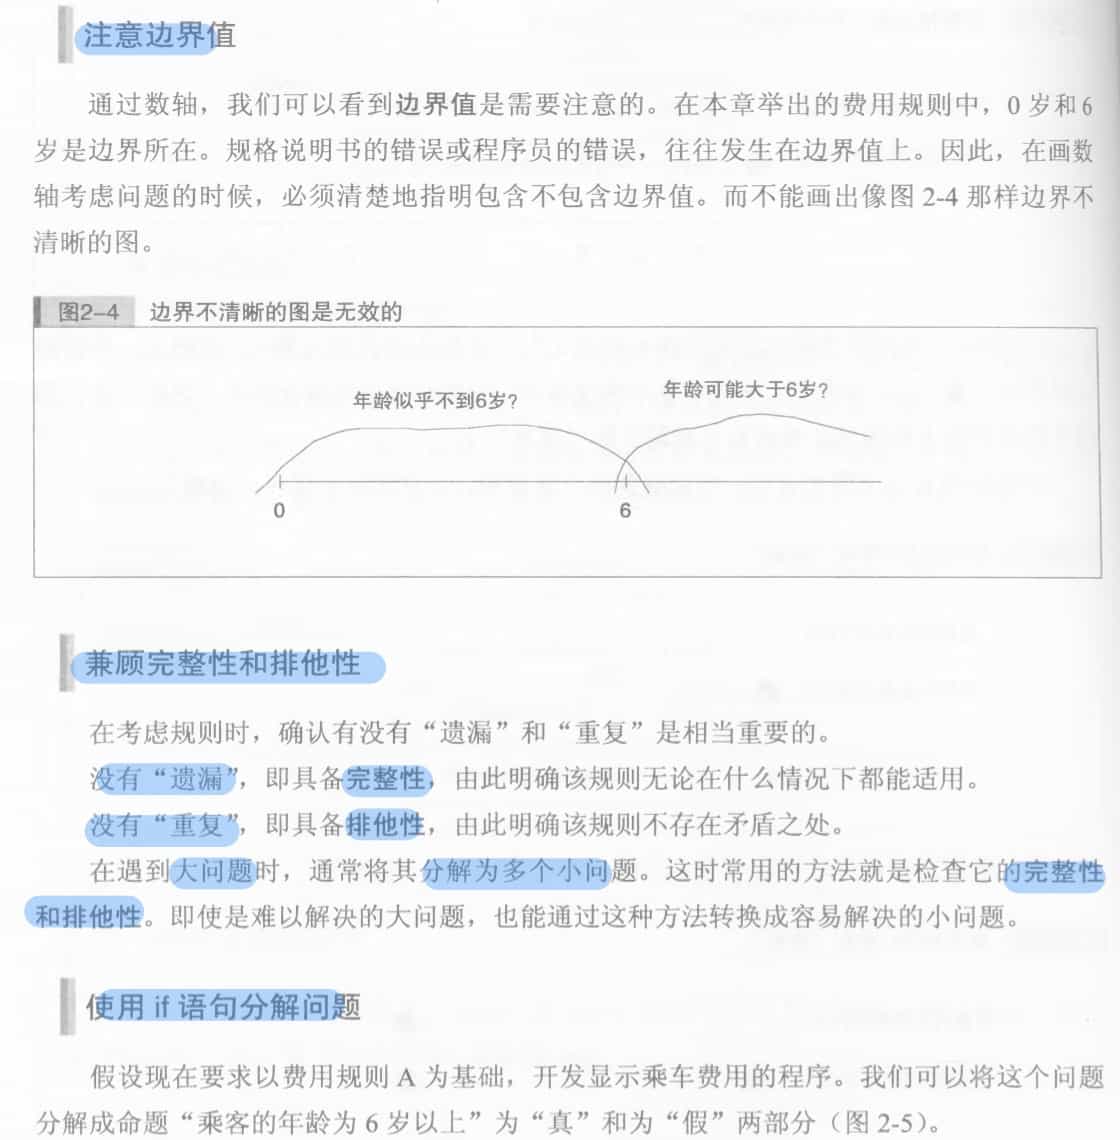 注意边界值
通过数轴，我们可以看到边界值是需要注意的。在本章举出的费用规则中，0 岁和 6
岁是边界所在。规格说明书的错误或程序员的错误，往往发生在边界值上。因此，在画数
轴考虑问题的时候，必须清楚地指明包含不包含边界值。而不能画出像图 2-4 那样边界不
清晰的图。
图2-4 边界不清晰的图是无效的
年龄似乎不到6岁？
年龄可能大于6岁？
0
6
兼顾完整性和排他性
在考虑规则时，确认有没有“遗漏”和“重复”是相当重要的。
没有“遗漏”，即具备完整性，由此明确该规则无论在什么情况下都能适用。
没有“重复”，即具备排他性，由此明确该规则不存在矛盾之处。
在遇到大问题时，通常将其分解为多个小问题。这时常用的方法就是检查它的完整性
和排他性。即使是难以解决的大问题，也能通过这种方法转换成容易解决的小问题。
使用 if 语句分解问题
假设现在要求以费用规则 A 为基础，开发显示乘车费用的程序。我们可以将这个问题
分解成命题“乘客的年龄为 6 岁以上”为“真”和为“假”两部分（图 2-5）。